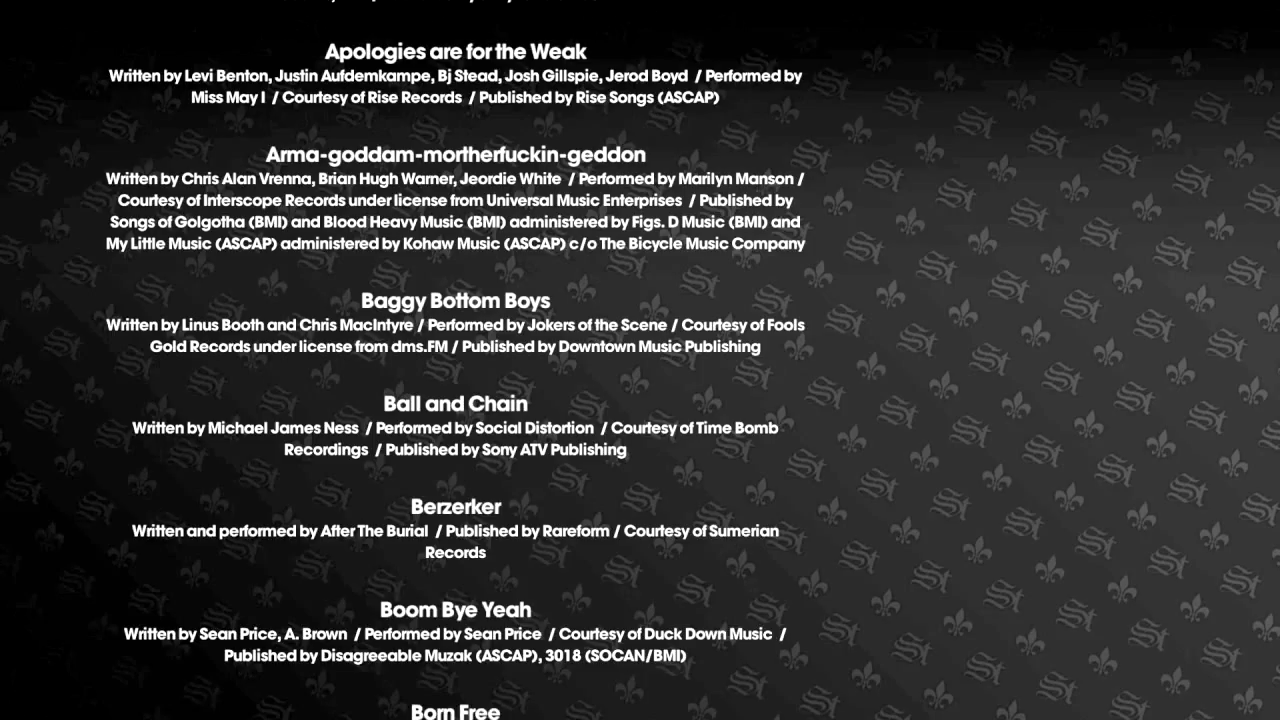 Apologies are for the Weak
Written by Levi Benton, Justin Aufdemkampe, Bj Stead, Josh Gillspie, Jerod Boyd / Performed by
Miss May I / Courtesy of Rise Records / Published by Rise Songs (ASCAP)
Arma-goddam-mortherfuckin-geddon
Written by Chris Alan Vrenna, Brian Hugh Warner, Jeordie White / Performed by Marilyn Manson /
Courtesy of Interscope Records under license from Universal Music Enterprises / Published by
Songs of Golgotha (BMI) and Blood Heavy Music (BMI) administered by Figs. D Music (BMI) and
My Little Music (ASCAP) administered by Kohaw Music (ASCAP) c/o The Bicycle Music Company
Baggy Bottom Boys
Written by Linus Booth and Chris MacIntyre / Performed by Jokers of the Scene / Courtesy of Fools
Gold Records under license from dms.FM / Published by Downtown Music Publishing
Ball and Chain
Written by Michael James Ness / Performed by Social Distortion / Courtesy of Time Bomb
Recordings / Published by Sony ATV Publishing
Berzerker
Written and performed by After The Burial / Published by Rareform / Courtesy of Sumerian
Records
Boom Bye Yeah
Written by Sean Price, A. Brown / Performed by Sean Price / Courtesy of Duck Down Music /
Published by Disagreeable Muzak (ASCAP), 3018 (SOCAN/BMI)
Born Free